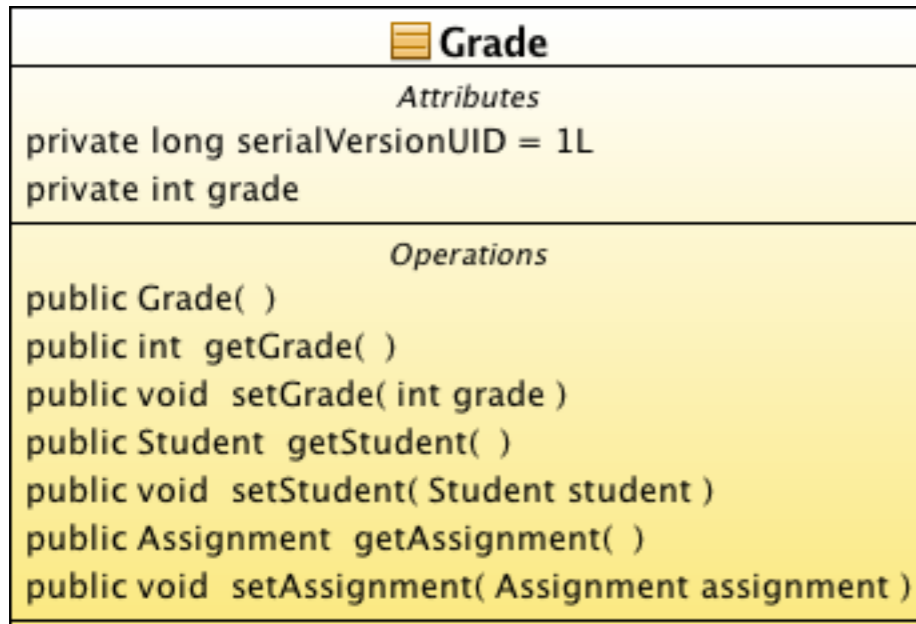 Grade
Attributes
private long serialVersionUID = 1L
private int grade
Operations
public Grade( )
public int  getGrade( )
public void  setGrade( int grade )
public Student  getStudent( )
public void  setStudent( Student student )
public Assignment  getAssignment( )
public void  setAssignment( Assignment assignment )